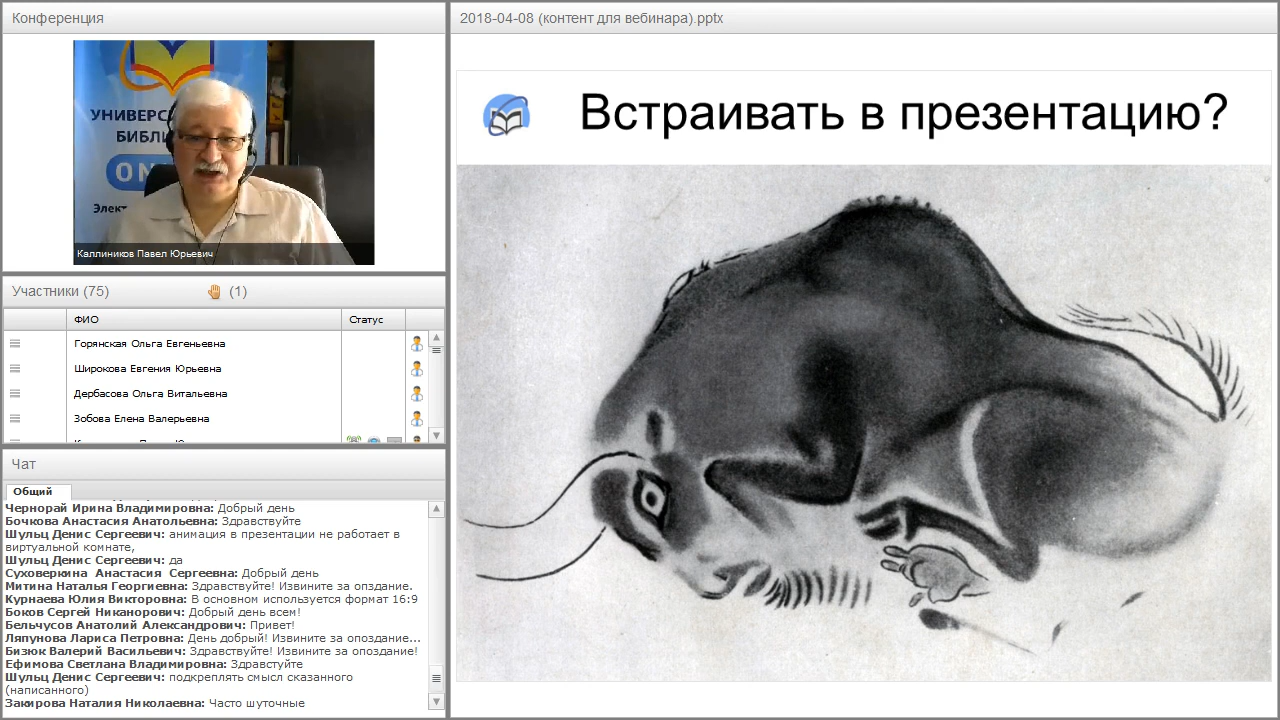 Конференция
УНИВЕРС
БИБЛИ
ON
Элект
Каллиников Павел Юрьевич
Участники (75)
(1)
ФИО Статус
Горянская Ольга Евгеньевна
Широкова Евгения Юрьевна
Дербасова Ольга Витальевна
Зобова Елена Валерьевна
Чат
Общий
Чернорай Ирина Владимировна: Добрый день
Бочкова Анастасия Анатольевна: Здравствуйте
Шульц Денис Сергеевич: анимация в презентации не работает в
виртуальной комнате,
Шульц Денис Сергеевич: да
Суховеркина Анастасия Сергеевна: Добрый день
Митина Наталья Георгиевна: Здравствуйте! Извините за опздание.
Курнаева Юлия Викторовна: В основном используется формат 16:9
Боков Сергей Никанорович: Добрый день всем!
Бельчусов Анатолий Александрович: Привет!
Ляпунова Лариса Петровна: День добрый! Извините за опоздание...
Бизюк Валерий Васильевич: Здравствуйте! Извините за опоздание!
Ефимова Светлана Владимировна: Здравстуйте
Шульц Денис Сергеевич: подкреплять смысл сказанного
(написанного)
Закирова Наталия Николаевна: Часто шуточные
2018-04-08 (контент для вебинара).pptx
Встраивать в презентацию?